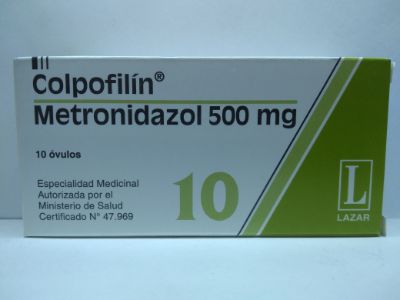 Colpofilín®
Metronidazol 500 mg
10 óvulos
Especialidad Medicinal
Autorizada por el
Ministerio de Salud
Certificado N° 47.969
10
L
LAZAR